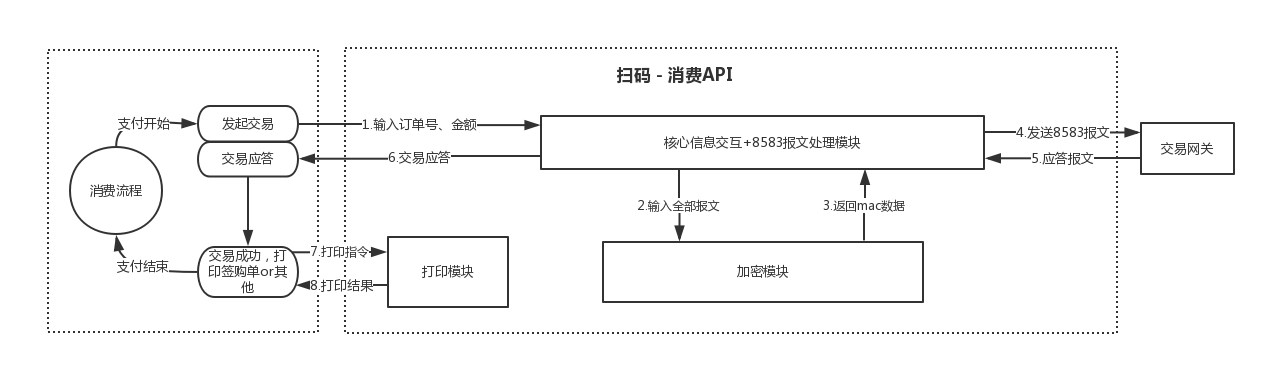 扫码 - 消费API
支付开始
发起交易
1.输入订单号、金额
核心信息交互+8583报文处理模块
4.发送8583报文
交易网关
交易应答
6.交易应答
5.应答报文
消费流程
2.输入全部报文
3.返回mac数据
支付结束
交易成功，打
印签购单or其
他
7.打印指令
8.打印结果
打印模块
加密模块